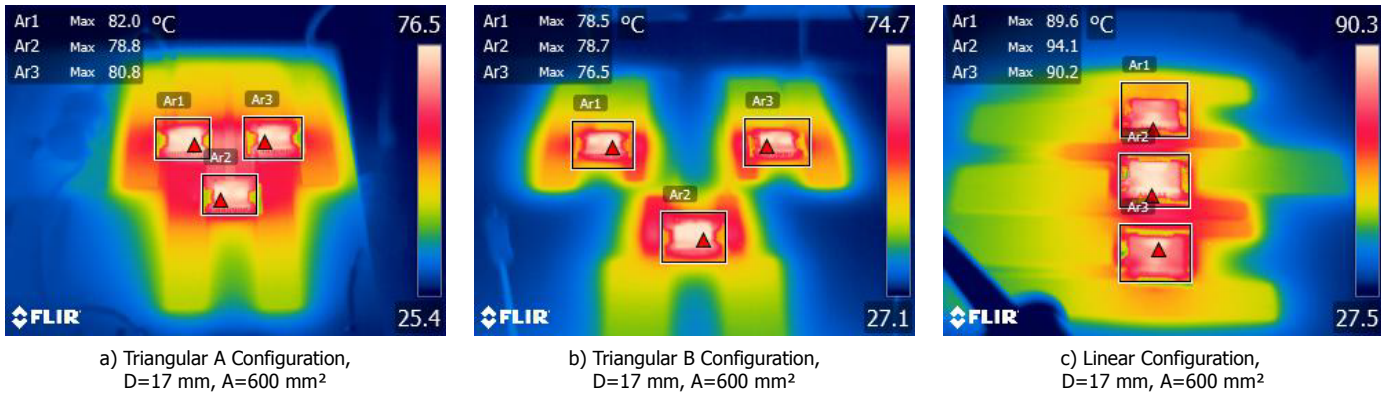 Ar1 Max 82.0 °C
Ar2 Max 78.8
Ar3 Max 80.8
76.5
Ar1
Ar3
Ar2
FLIR
25.4
a) Triangular A Configuration,
D=17 mm, A=600 mm²
Ar1 Max 78.5 °C
Ar2 Max 78.7
Ar3 Max 76.5
74.7
Ar1
Ar3
Ar2
FLIR
27.1
b) Triangular B Configuration,
D=17 mm, A=600 mm²
Ar1 Max 89.6 °C
Ar2 Max 94.1
Ar3 Max 90.2
90.3
Ar1
Ar2
Ar3
FLIR
27.5
c) Linear Configuration,
D=17 mm, A=600 mm²